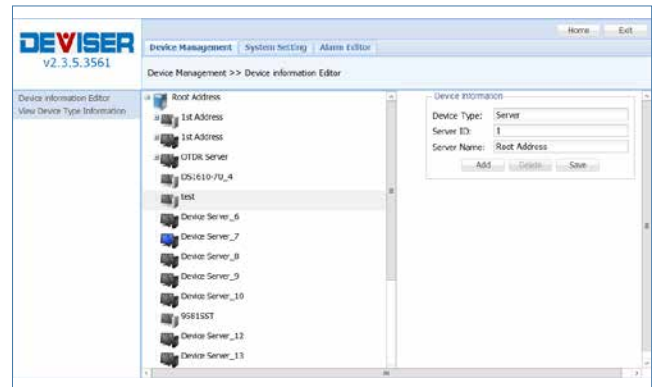 Home Exit
DEVISER
v2.3.5.3561
Device Management System Setting Alarm Editor
Device Management >> Device information Editor
Device information Editor
View Device Type Information
Root Address
1st Address
1st Address
OTDR Server
DS1610-7U_4
test
Device Server_6
Device Server_7
Device Server_8
Device Server_9
Device Server_10
9581SST
Device Server_12
Device Server_13
Device Information
Device Type: Server
Server ID: 1
Server Name: Root Address
Add Delete Save